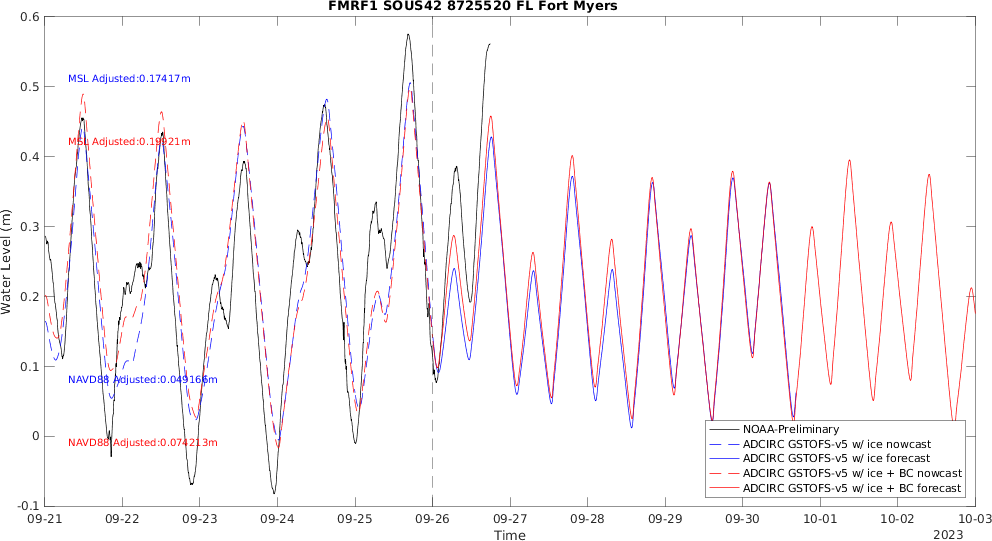 FMRF1 SOUS42 8725520 FL Fort Myers
0.6
0.5
0.4
0.3
0.2
0.1
0
-0.1
Water Level (m)
MSL Adjusted:0.17417m
MSL Adjusted:0.19921m
NAVD88 Adjusted:0.049166m
NAVD88 Adjusted:0.074213m
NOAA-Preliminary
ADCIRC GSTOFS-v5 w/ ice nowcast
ADCIRC GSTOFS-v5 w/ ice forecast
ADCIRC GSTOFS-v5 w/ ice + BC nowcast
ADCIRC GSTOFS-v5 w/ ice + BC forecast
09-21 09-22 09-23 09-24 09-25 09-26 09-27 09-28 09-29 09-30 10-01 10-02 10-03
Time
2023